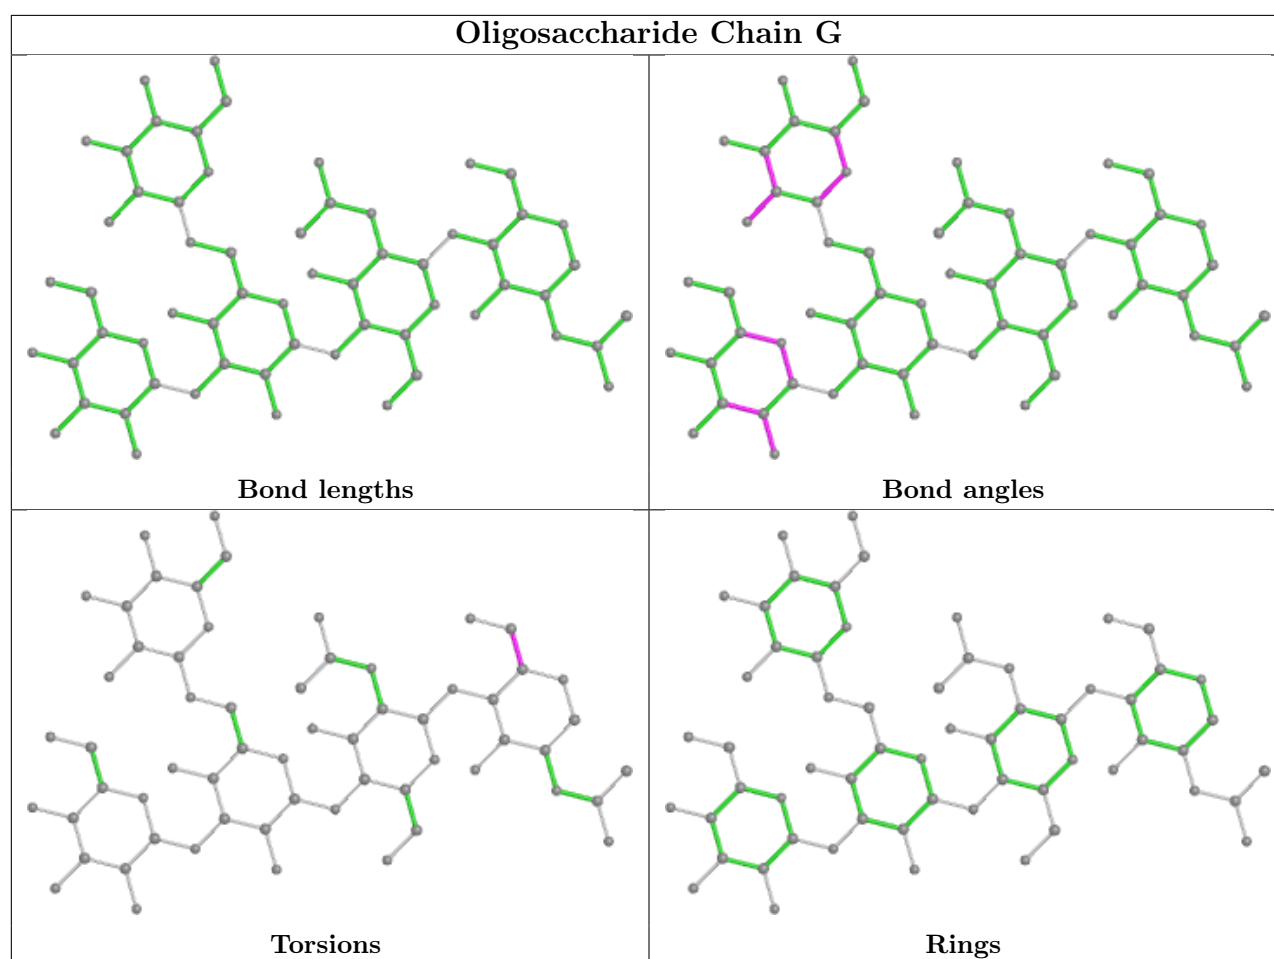 Oligosaccharide Chain G
Bond lengths
Bond angles
Torsions
Rings